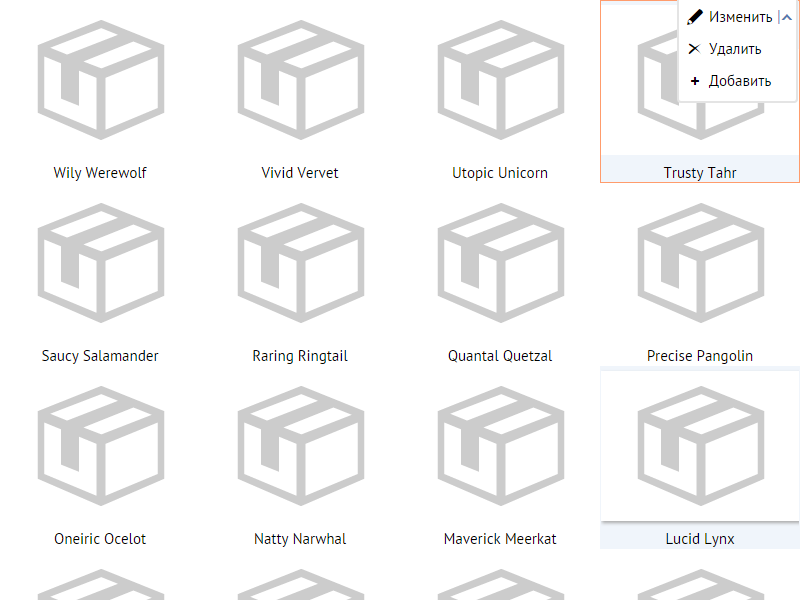 Изменить
Удалить
Добавить
Wily Werewolf
Vivid Vervet
Utopic Unicorn
Trusty Tahr
Saucy Salamander
Raring Ringtail
Quantal Quetzal
Precise Pangolin
Oneiric Ocelot
Natty Narwhal
Maverick Meerkat
Lucid Lynx